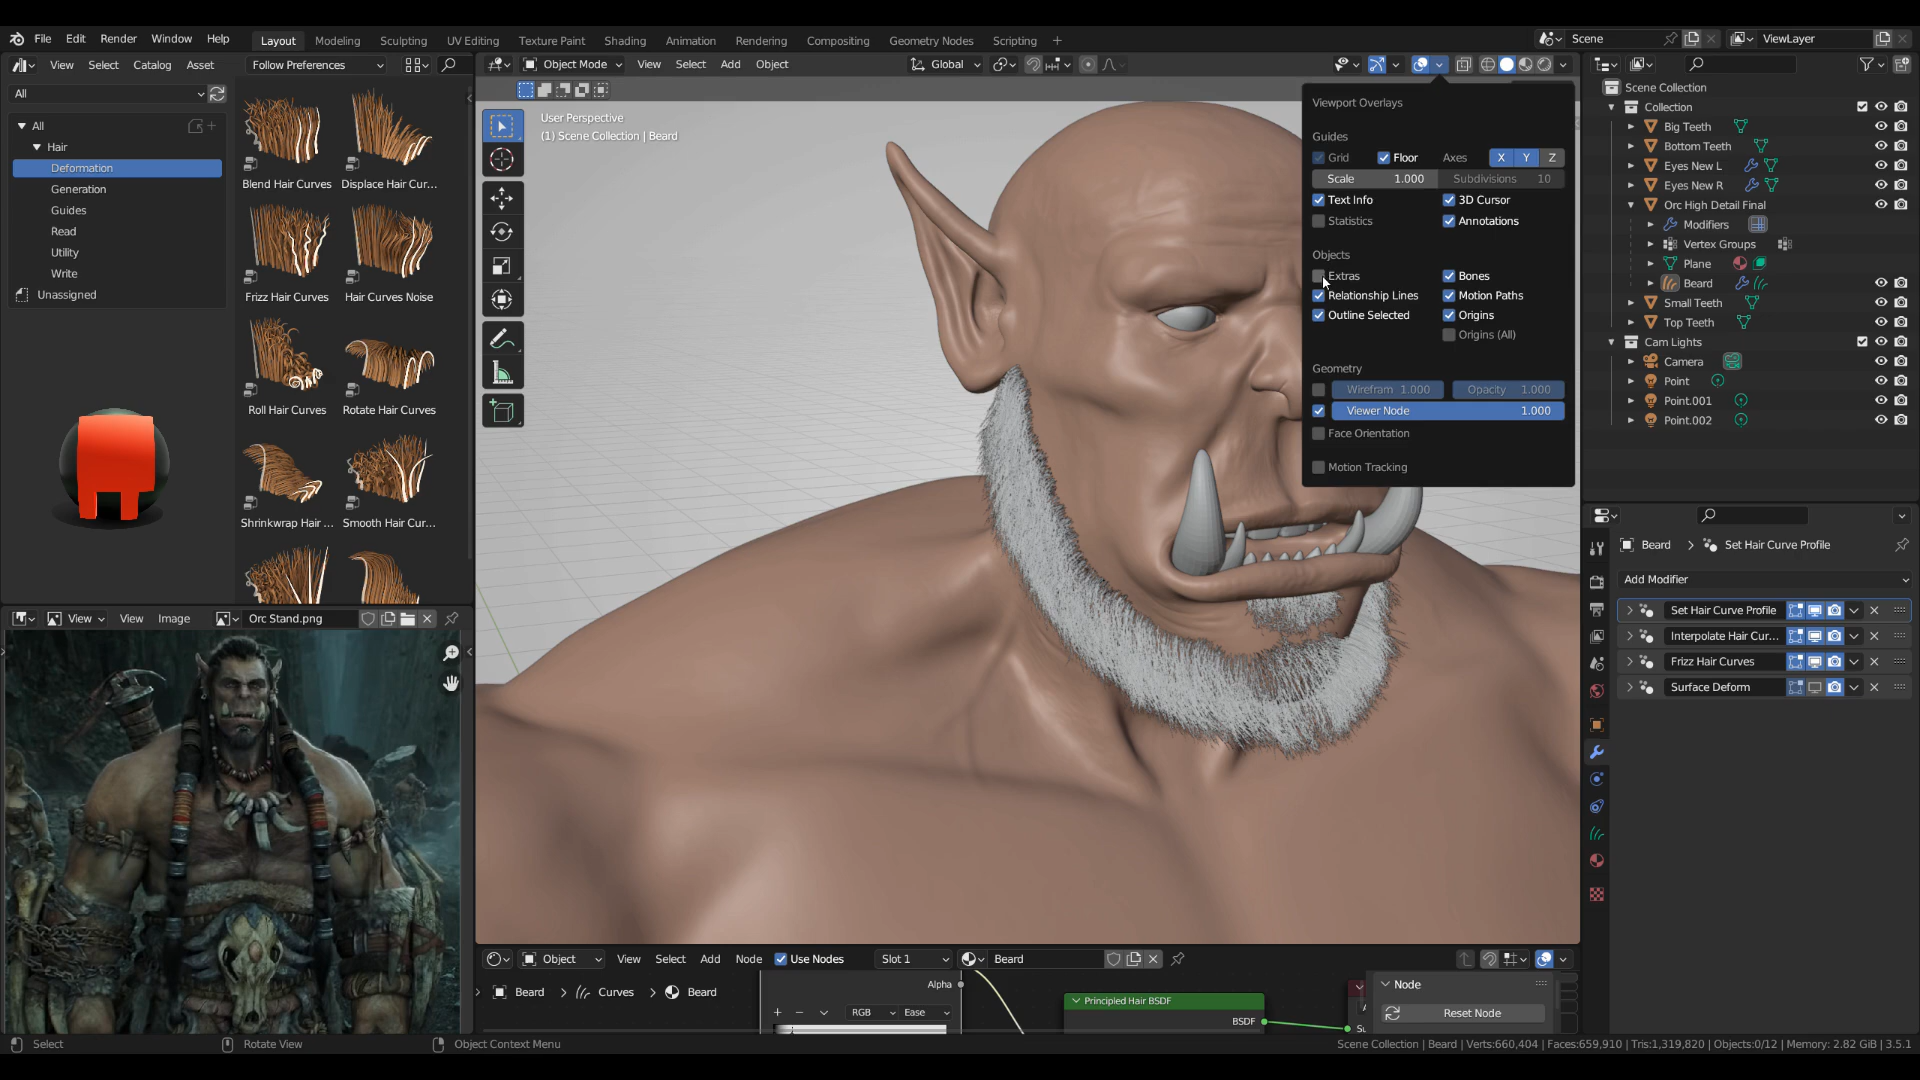 File Edit Render Window Help Layout Modeling Sculpting UV Editing Texture Paint Shading Animation Rendering Compositing Geometry Nodes Scripting + Scene ViewLayer
View Select Catalog Asset Follow Preferences
Object Mode View Select Add Object Global
All
All
Hair
Deformation
Generation
Guides
Read
Utility
Write
Unassigned
Blend Hair Curves Displace Hair Cur...
Frizz Hair Curves Hair Curves Noise
Roll Hair Curves Rotate Hair Curves
Shrinkwrap Hair ... Smooth Hair Cur...
User Perspective
(1) Scene Collection | Beard
Viewport Overlays
Guides
Grid Floor Axes X Y Z
Scale 1.000 Subdivisions 10
Text Info 3D Cursor
Statistics Annotations
Objects
Extras Bones
Relationship Lines Motion Paths
Outline Selected Origins
Origins (All)
Geometry
Wirefram 1.000 Opacity 1.000
Viewer Node 1.000
Face Orientation
Motion Tracking
Scene Collection
Collection
Big Teeth
Bottom Teeth
Eyes New L
Eyes New R
Orc High Detail Final
Modifiers
Vertex Groups
Plane
Beard
Small Teeth
Top Teeth
Cam Lights
Camera
Point
Point.001
Point.002
Beard > Set Hair Curve Profile
Add Modifier
Set Hair Curve Profile
Interpolate Hair Cur...
Frizz Hair Curves
Surface Deform
View View Image Orc Stand.png
Object View Select Add Node Use Nodes Slot 1 Beard
Beard > Curves > Beard
Alpha
RGB Ease
Principled Hair BSDF
BSDF
Node
Reset Node
Select Rotate View Object Context Menu
Scene Collection | Beard | Verts:660,404 | Faces:659,910 | Tris:1,319,820 | Objects:0/12 | Memory: 2.82 GiB | 3.5.1